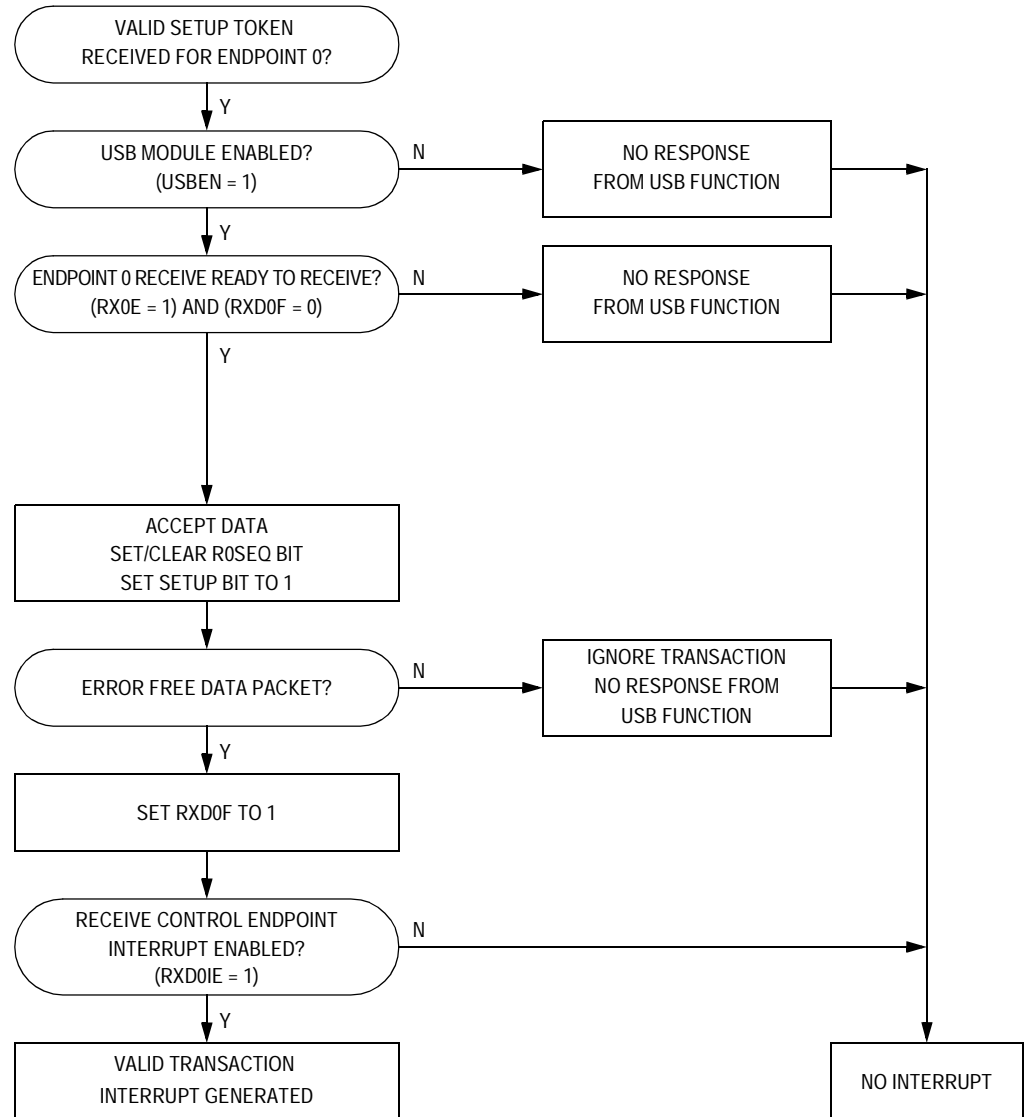 VALID SETUP TOKEN
RECEIVED FOR ENDPOINT 0?
Y
USB MODULE ENABLED?
(USBEN = 1)
N
NO RESPONSE
FROM USB FUNCTION
Y
ENDPOINT 0 RECEIVE READY TO RECEIVE?
(RX0E = 1) AND (RXD0F = 0)
N
NO RESPONSE
FROM USB FUNCTION
Y
ACCEPT DATA
SET/CLEAR R0SEQ BIT
SET SETUP BIT TO 1
ERROR FREE DATA PACKET?
N
IGNORE TRANSACTION
NO RESPONSE FROM
USB FUNCTION
Y
SET RXD0F TO 1
RECEIVE CONTROL ENDPOINT
INTERRUPT ENABLED?
(RXD0IE = 1)
N
Y
VALID TRANSACTION
INTERRUPT GENERATED
NO INTERRUPT